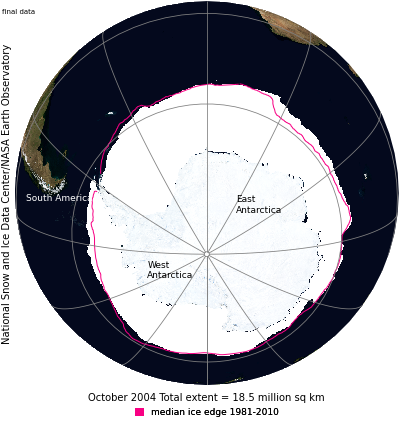 final data
National Snow and Ice Data Center/NASA Earth Observatory
South America
East
Antarctica
West
Antarctica
October 2004 Total extent = 18.5 million sq km
median ice edge 1981-2010